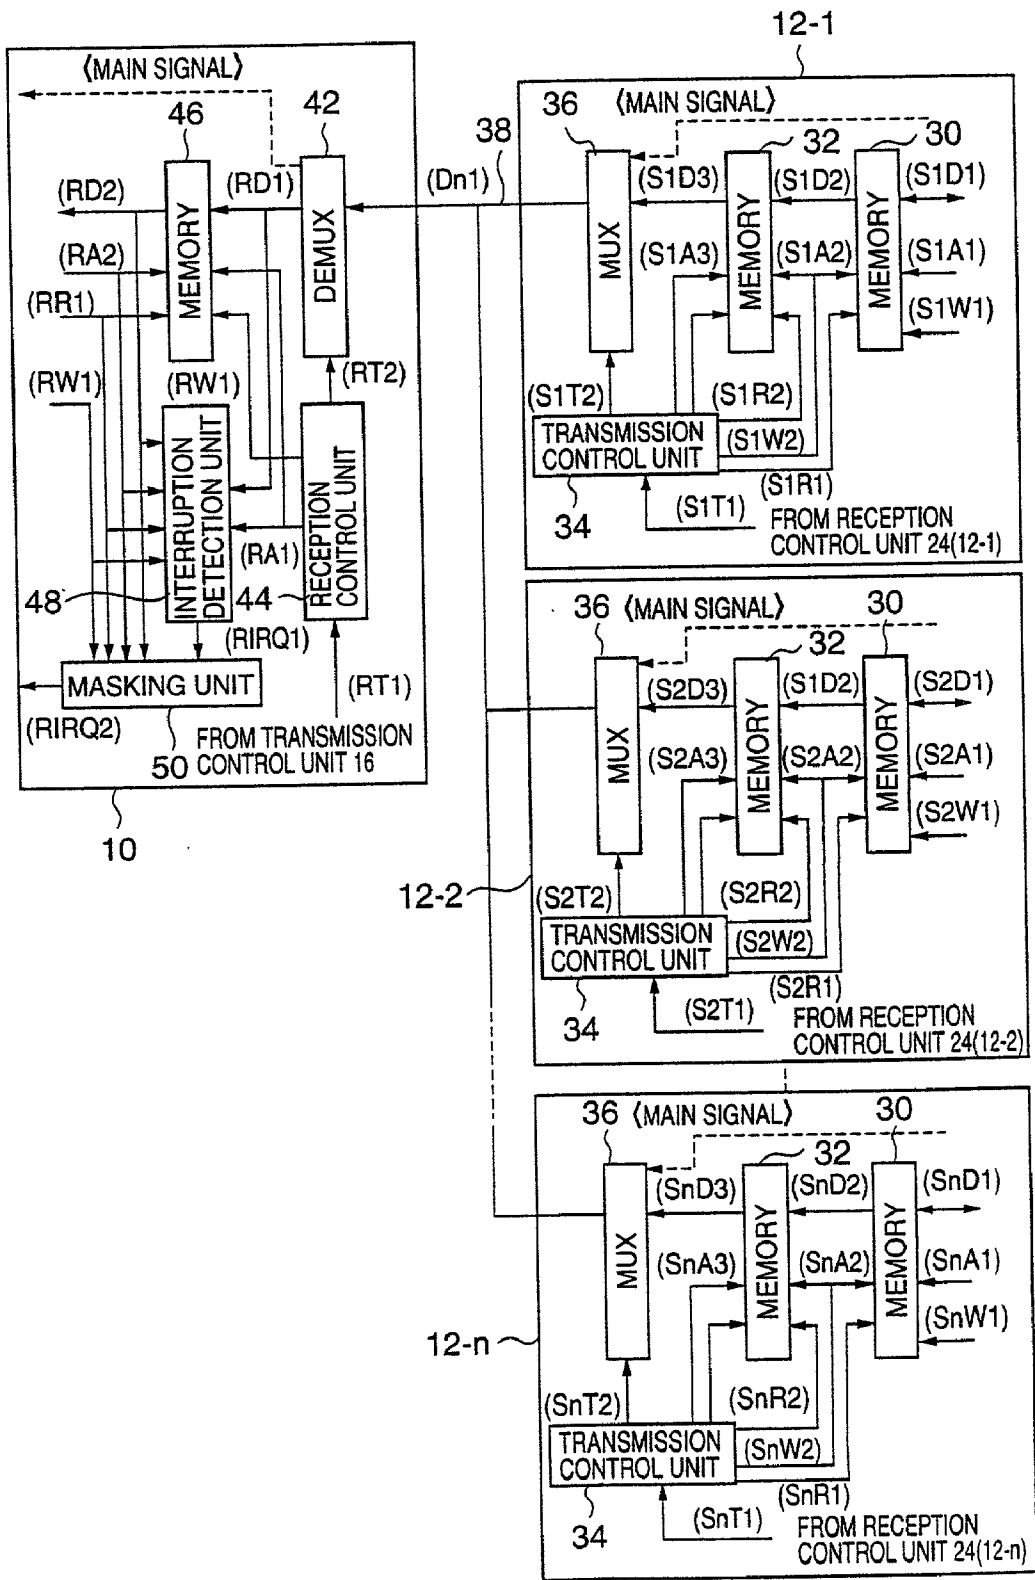 12-1
⟨MAIN SIGNAL⟩
46
42
(RD2)
(RD1)
(RA2)
(RR1)
MEMORY
DEMUX
(RW1)
(RW1)
(RT2)
INTERRUPTION
DETECTION UNIT
RECEPTION
CONTROL UNIT
(RA1)
48
44
(RIRQ1)
MASKING UNIT
(RT1)
(RIRQ2)
50
FROM TRANSMISSION
CONTROL UNIT 16
10
(Dn1)
38
36
⟨MAIN SIGNAL⟩
32
30
(S1D3)
(S1D2)
(S1D1)
MUX
MEMORY
MEMORY
(S1A3)
(S1A2)
(S1A1)
(S1W1)
(S1T2)
(S1R2)
TRANSMISSION
CONTROL UNIT
(S1W2)
(S1R1)
34
(S1T1)
FROM RECEPTION
CONTROL UNIT 24(12-1)
12-2
36
⟨MAIN SIGNAL⟩
32
30
(S2D3)
(S1D2)
(S2D1)
MUX
MEMORY
MEMORY
(S2A3)
(S2A2)
(S2A1)
(S2W1)
(S2T2)
(S2R2)
TRANSMISSION
CONTROL UNIT
(S2W2)
(S2R1)
34
(S2T1)
FROM RECEPTION
CONTROL UNIT 24(12-2)
12-n
36
⟨MAIN SIGNAL⟩
32
30
(SnD3)
(SnD2)
(SnD1)
MUX
MEMORY
MEMORY
(SnA3)
(SnA2)
(SnA1)
(SnW1)
(SnT2)
(SnR2)
TRANSMISSION
CONTROL UNIT
(SnW2)
(SnR1)
34
(SnT1)
FROM RECEPTION
CONTROL UNIT 24(12-n)